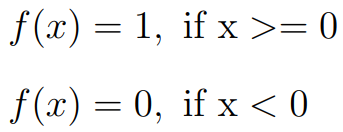 f(x) = 1, if x >= 0
f(x) = 0, if x < 0